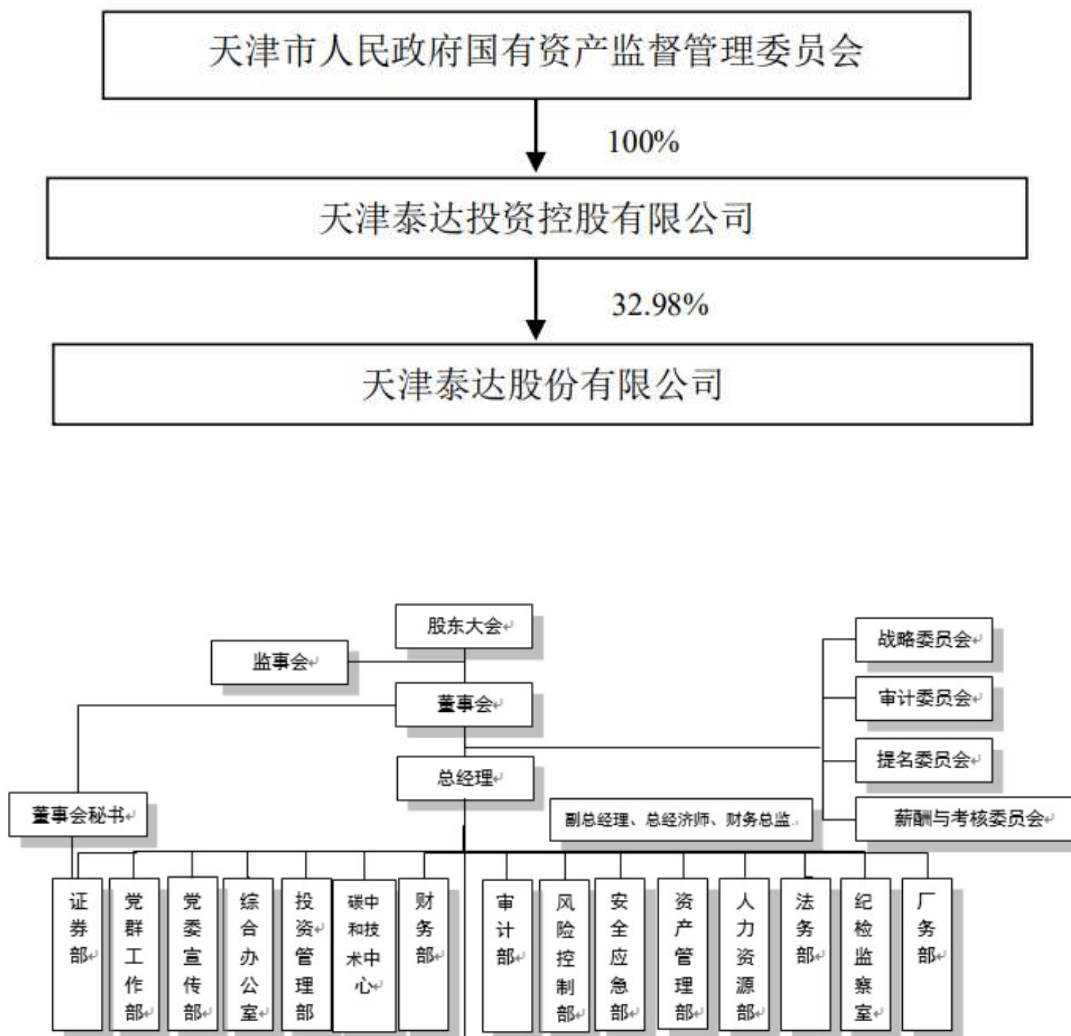 天津市人民政府国有资产监督管理委员会
100%
天津泰达投资控股有限公司
32.98%
天津泰达股份有限公司
股东大会
监事会
董事会
总经理
董事会秘书
战略委员会
审计委员会
提名委员会
薪酬与考核委员会
副总经理、总经济师、财务总监
证券部
党群工作部
党委宣传部
综合办公室
投资管理部
碳中和技术中心
财务部
审计部
风险控制部
安全应急部
资产管理部
人力资源部
法务部
纪检监察室
厂务部